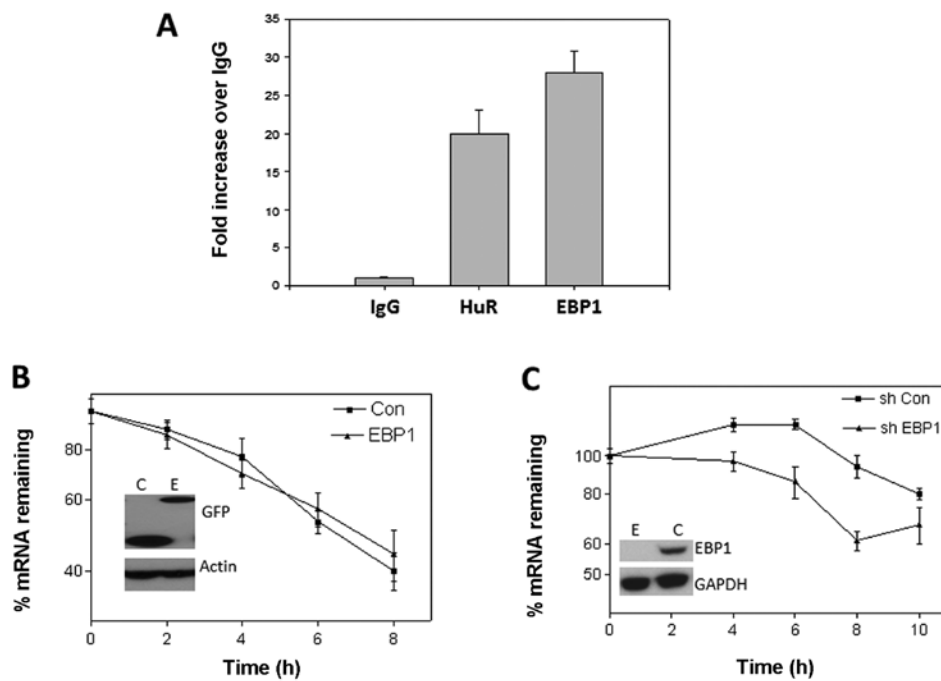 A
Fold increase over IgG
35
30
25
20
15
10
5
0
IgG HuR EBP1
B
% mRNA remaining
80
60
40
Con
EBP1
C E
GFP
Actin
0 2 4 6 8
Time (h)
C
% mRNA remaining
100
80
60
50
sh Con
sh EBP1
E C
EBP1
GAPDH
0 2 4 6 8 10
Time (h)